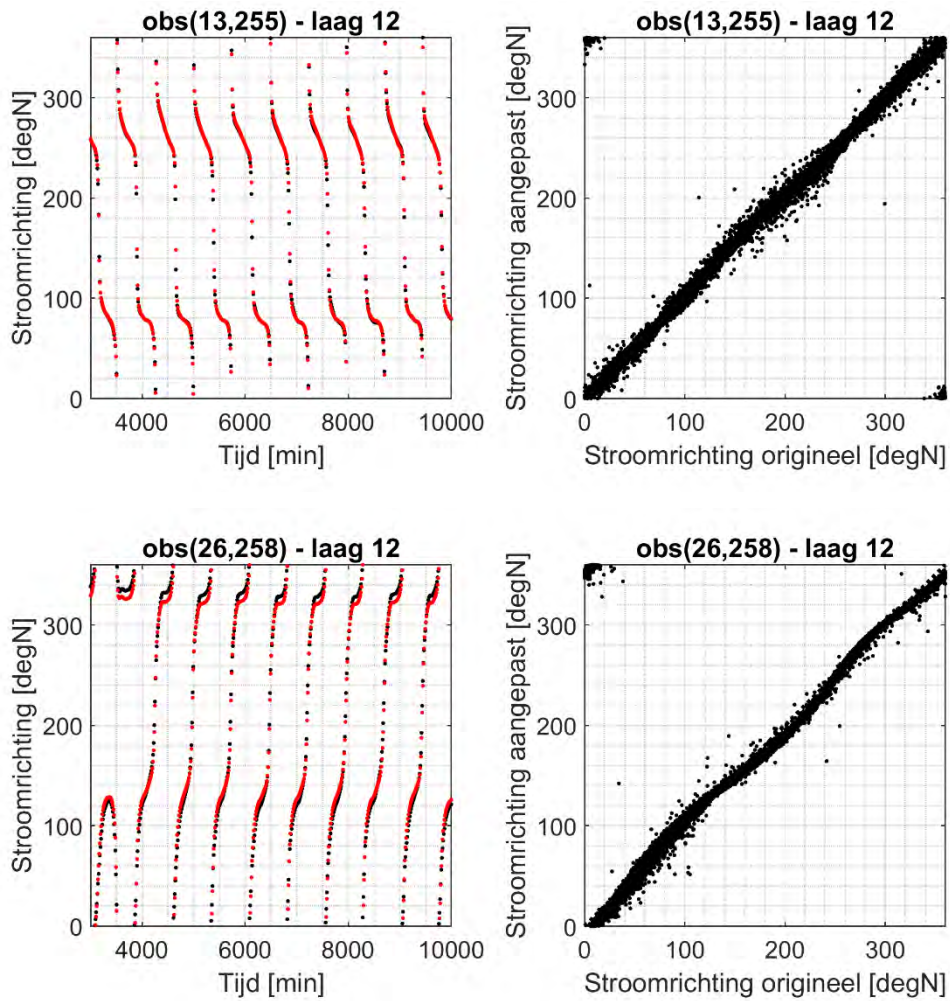 obs(13,255) - laag 12
Stroomrichting [degN]
300
200
100
0
4000 6000 8000 10000
Tijd [min]
obs(13,255) - laag 12
Stroomrichting aangepast [degN]
300
200
100
0
0 100 200 300
Stroomrichting origineel [degN]
obs(26,258) - laag 12
Stroomrichting [degN]
300
200
100
0
4000 6000 8000 10000
Tijd [min]
obs(26,258) - laag 12
Stroomrichting aangepast [degN]
300
200
100
0
0 100 200 300
Stroomrichting origineel [degN]